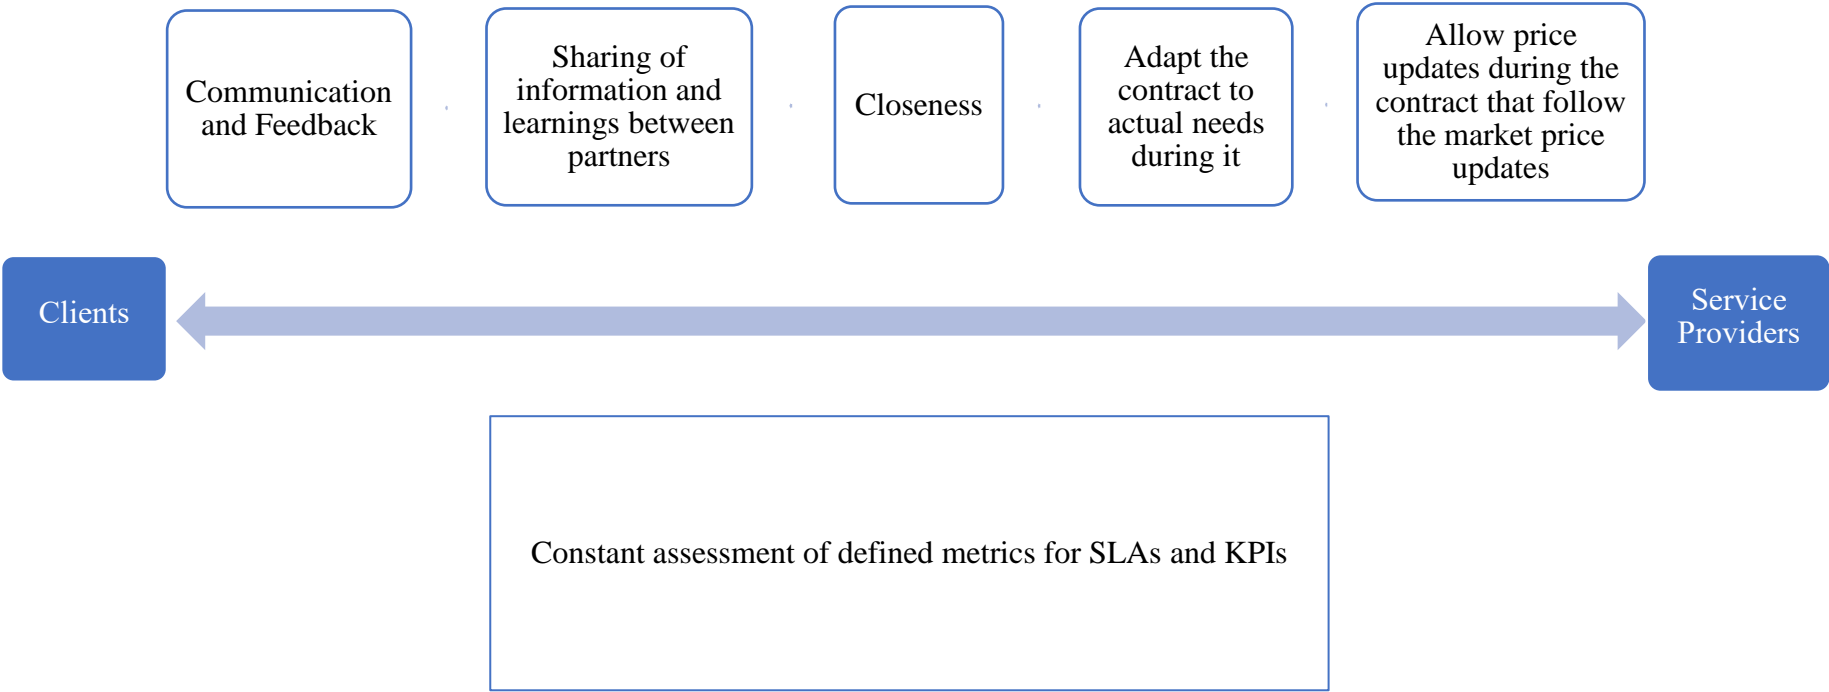 Communication
and Feedback
Sharing of
information and
learnings between
partners
Closeness
Adapt the
contract to
actual needs
during it
Allow price
updates during the
contract that follow
the market price
updates
Clients
Service
Providers
Constant assessment of defined metrics for SLAs and KPIs